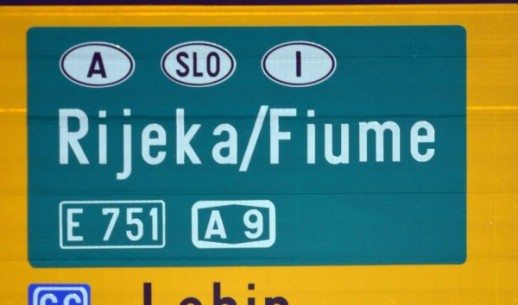 A SLO I
Rijeka/Fiume
E 751 A 9